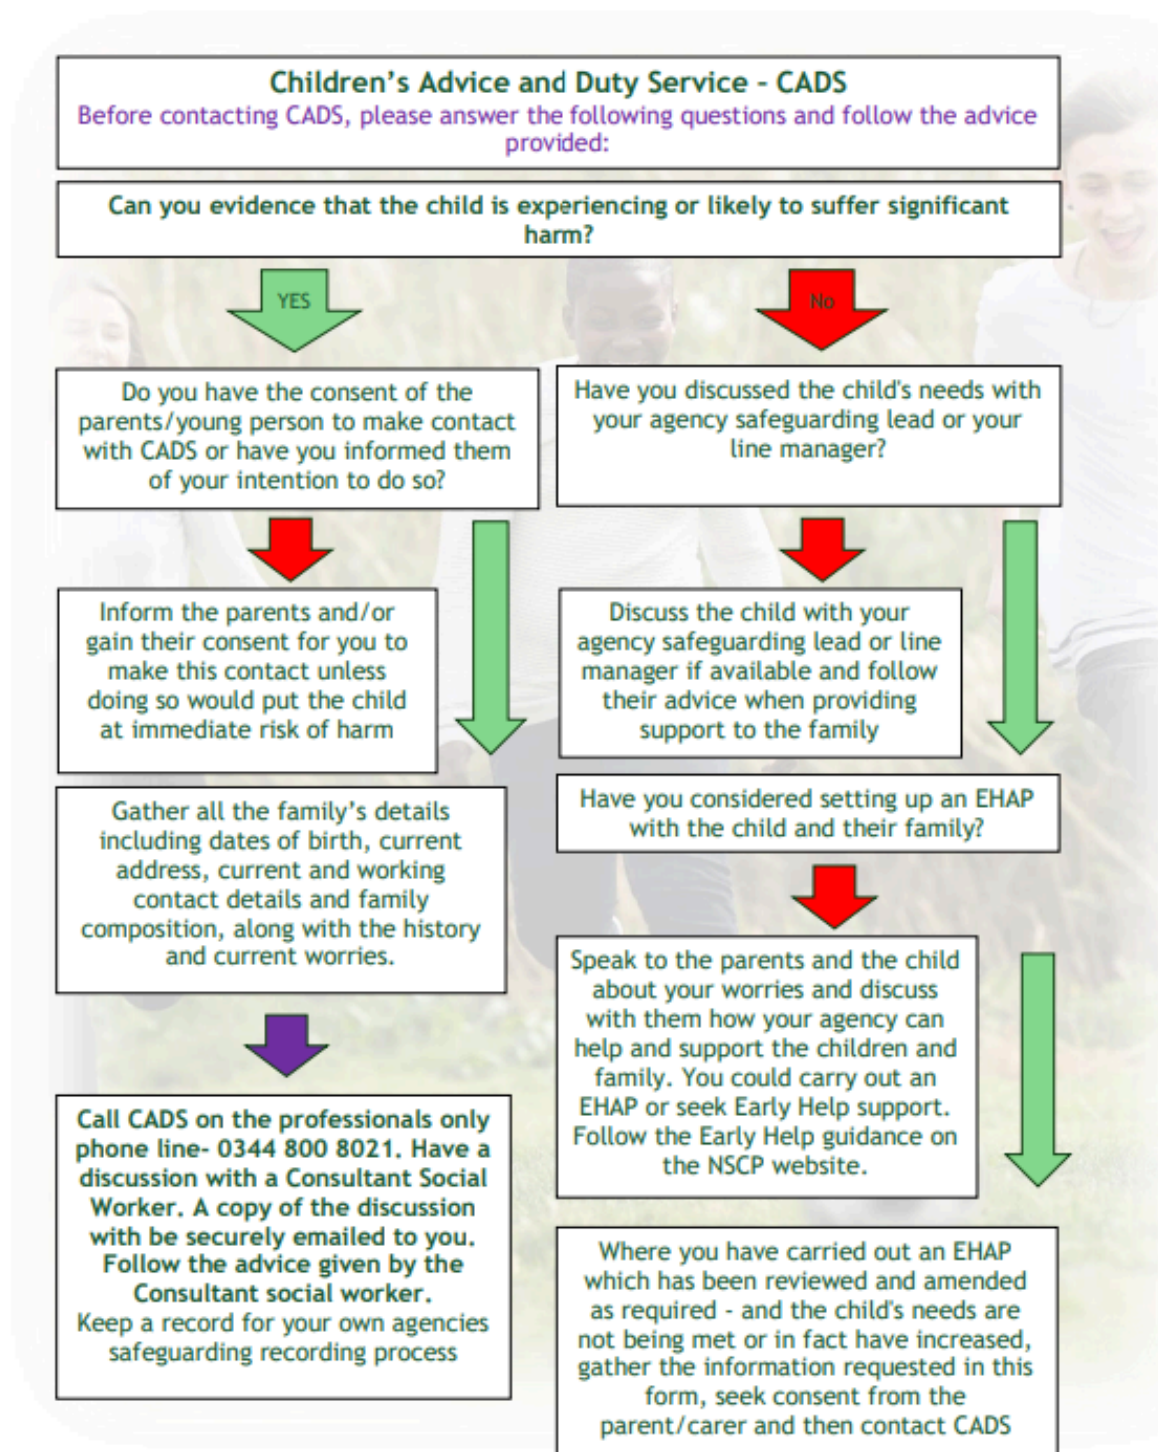 Children's Advice and Duty Service – CADS
Before contacting CADS, please answer the following questions and follow the advice
provided:
Can you evidence that the child is experiencing or likely to suffer significant
harm?
YES
No
Do you have the consent of the
parents/young person to make contact
with CADS or have you informed them
of your intention to do so?
Have you discussed the child's needs with
your agency safeguarding lead or your
line manager?
Inform the parents and/or
gain their consent for you to
make this contact unless
doing so would put the child
at immediate risk of harm
Discuss the child with your
agency safeguarding lead or line
manager if available and follow
their advice when providing
support to the family
Gather all the family's details
including dates of birth, current
address, current and working
contact details and family
composition, along with the history
and current worries.
Have you considered setting up an EHAP
with the child and their family?
Speak to the parents and the child
about your worries and discuss
with them how your agency can
help and support the children and
family. You could carry out an
EHAP or seek Early Help support.
Follow the Early Help guidance on
the NSCP website.
Call CADS on the professionals only
phone line- 0344 800 8021. Have a
discussion with a Consultant Social
Worker. A copy of the discussion
with be securely emailed to you.
Follow the advice given by the
Consultant social worker.
Keep a record for your own agencies
safeguarding recording process
Where you have carried out an EHAP
which has been reviewed and amended
as required - and the child's needs are
not being met or in fact have increased,
gather the information requested in this
form, seek consent from the
parent/carer and then contact CADS